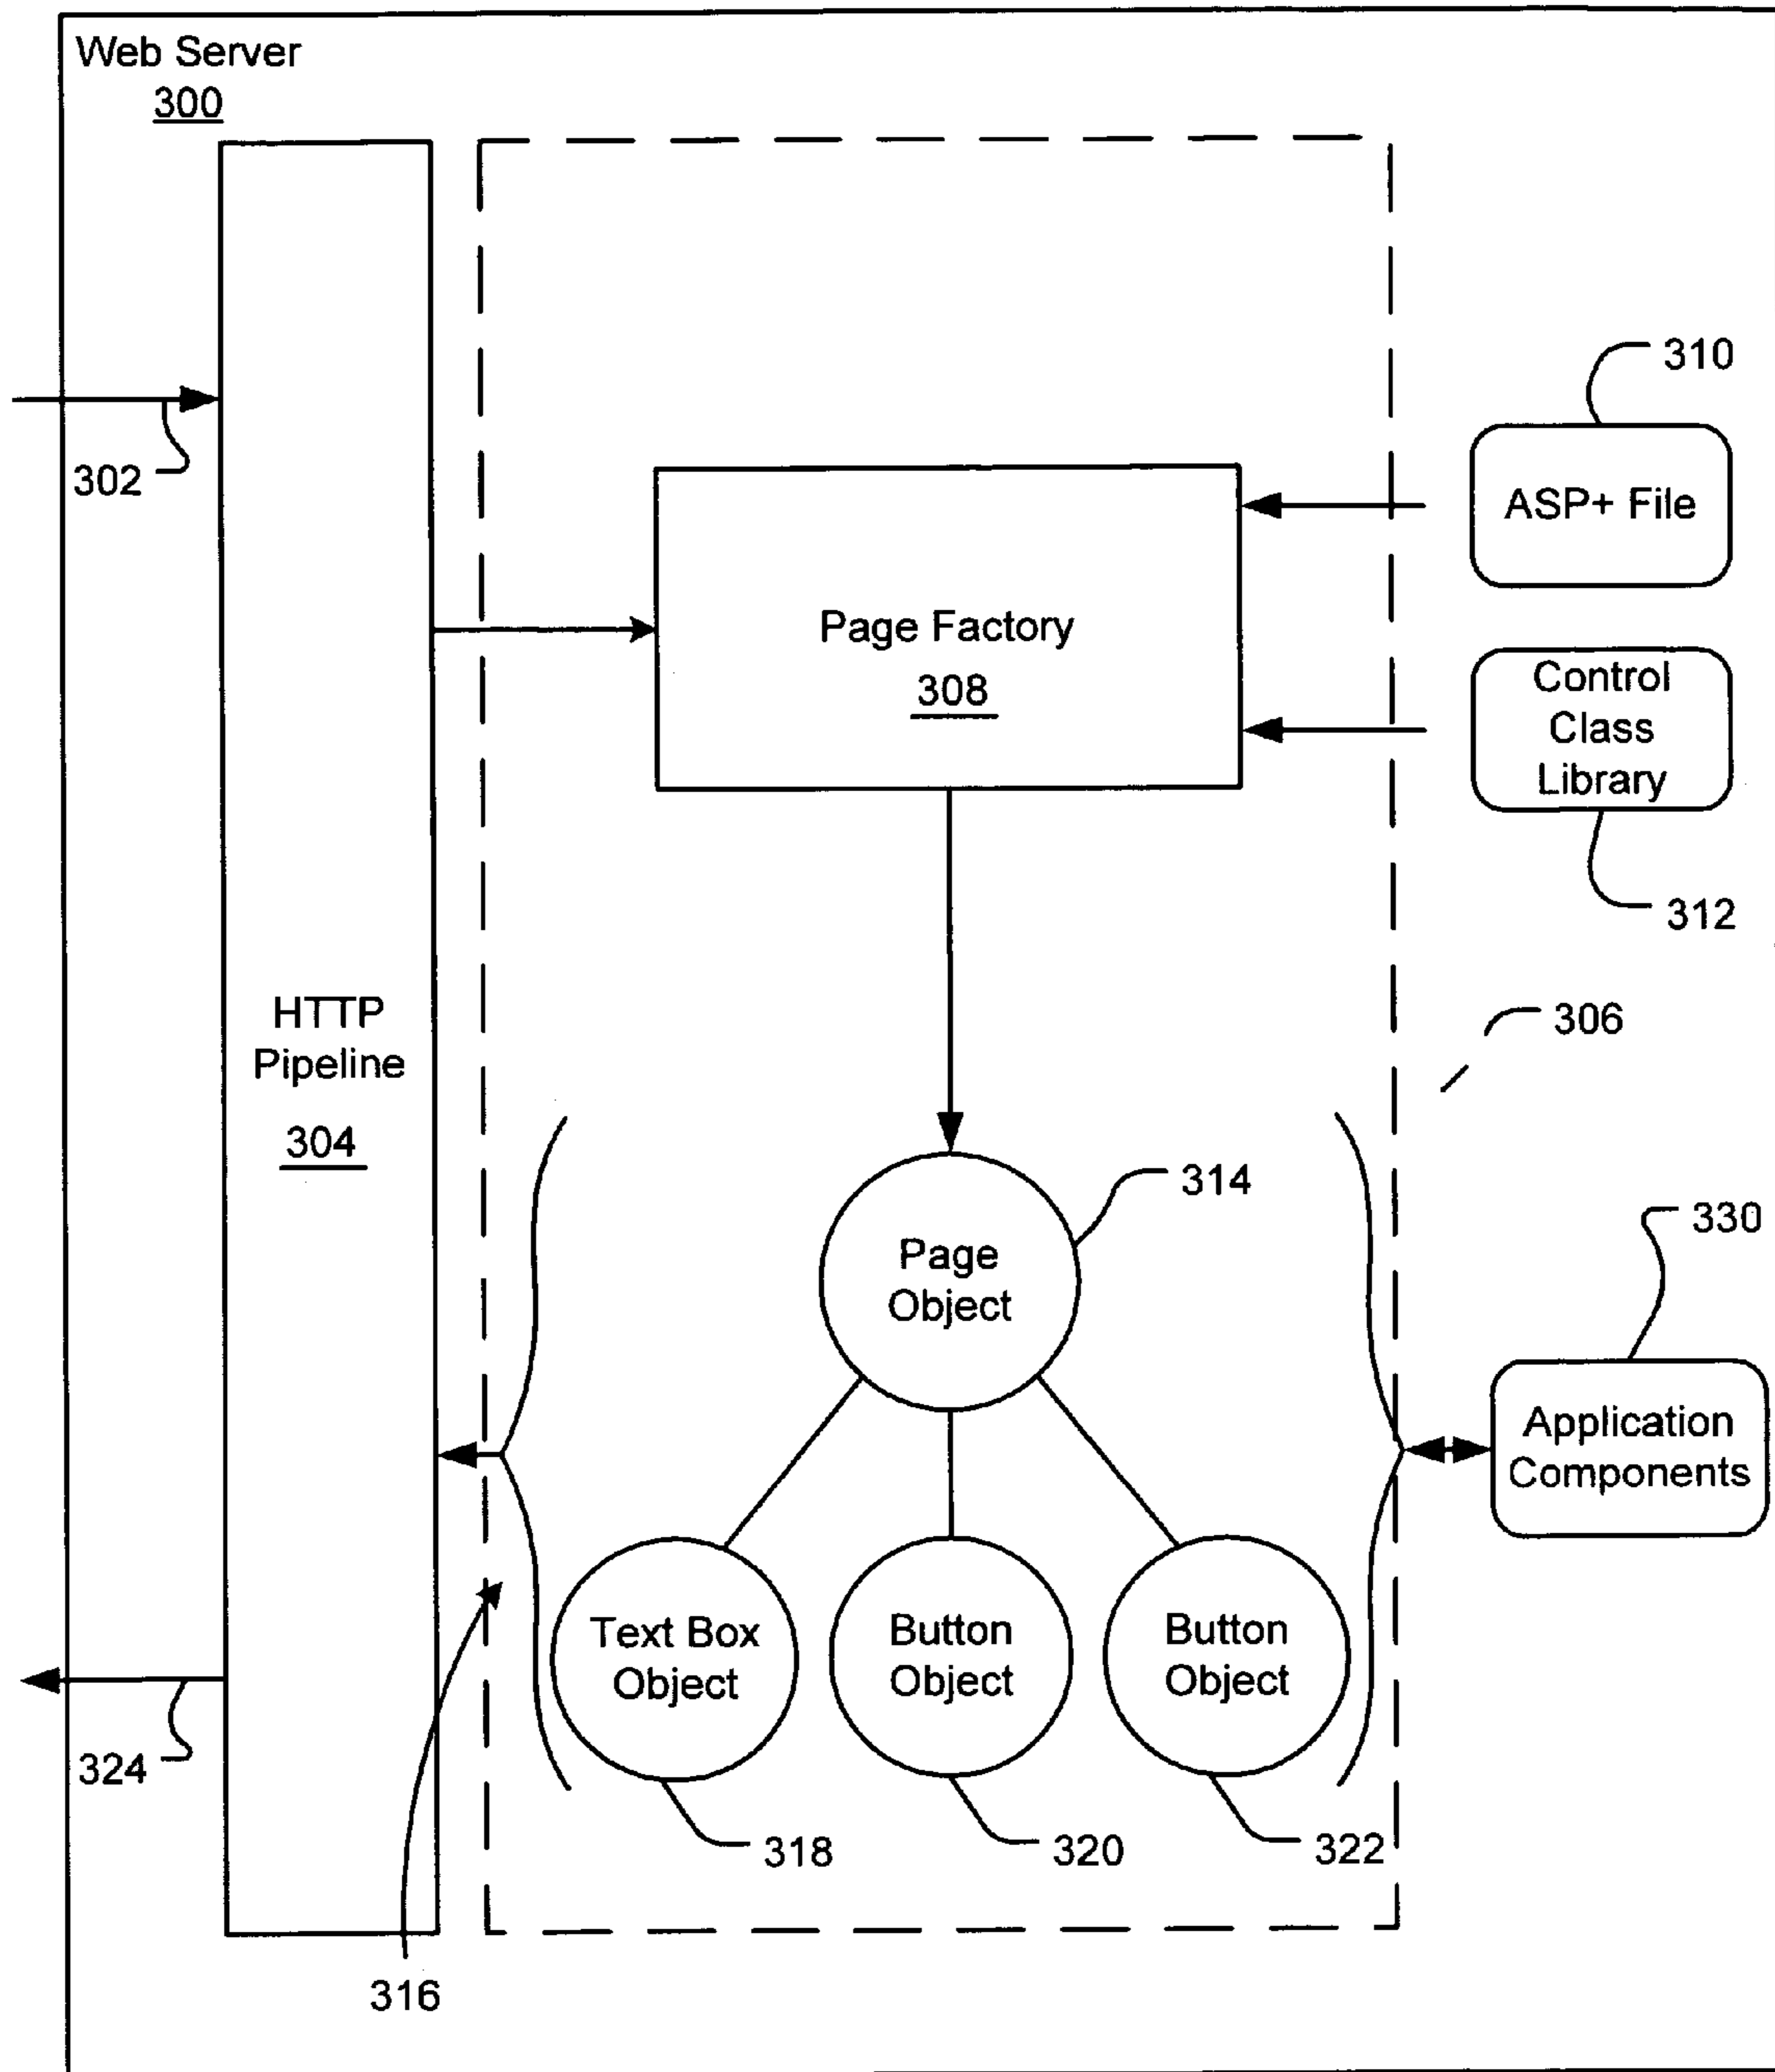 Web Server
300
310
302
ASP+ File
Page Factory
308
Control
Class
Library
312
HTTP
Pipeline
304
306
314
330
Page
Object
Application
Components
Text Box
Object
Button
Object
Button
Object
324
318
320
322
316